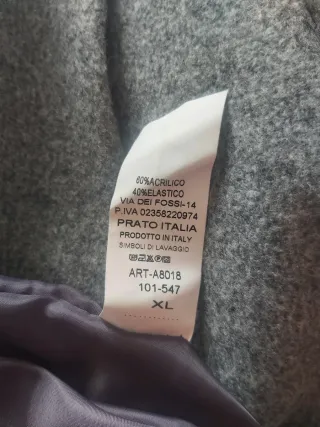 60%ACRILICO
40%ELASTICO
VIA DEI FOSSI-14
P.IVA 02358220974
PRATO ITALIA
PRODOTTO IN ITALY
SIMBOLI DI LAVAGGIO
ART-A8018
101-547
XL